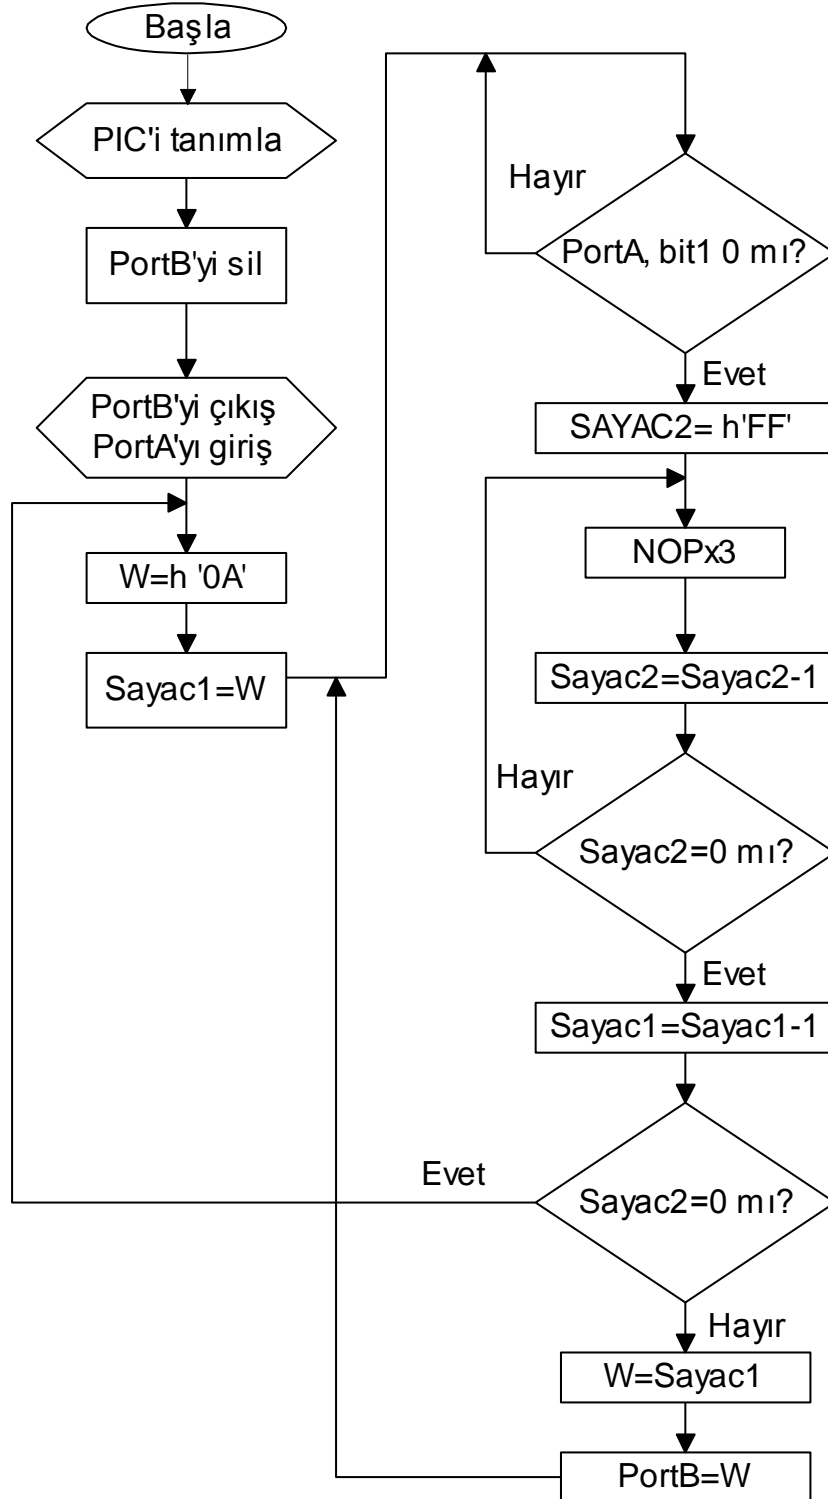 Başla
PIC'i tanımla
PortB'yi sil
PortB'yi çıkış
PortA'yı giriş
W=h '0A'
Sayac1=W
Hayır
PortA, bit1 0 mı?
Evet
SAYAC2= h'FF'
NOPx3
Sayac2=Sayac2-1
Hayır
Sayac2=0 mı?
Evet
Sayac1=Sayac1-1
Evet
Sayac2=0 mı?
Hayır
W=Sayac1
PortB=W